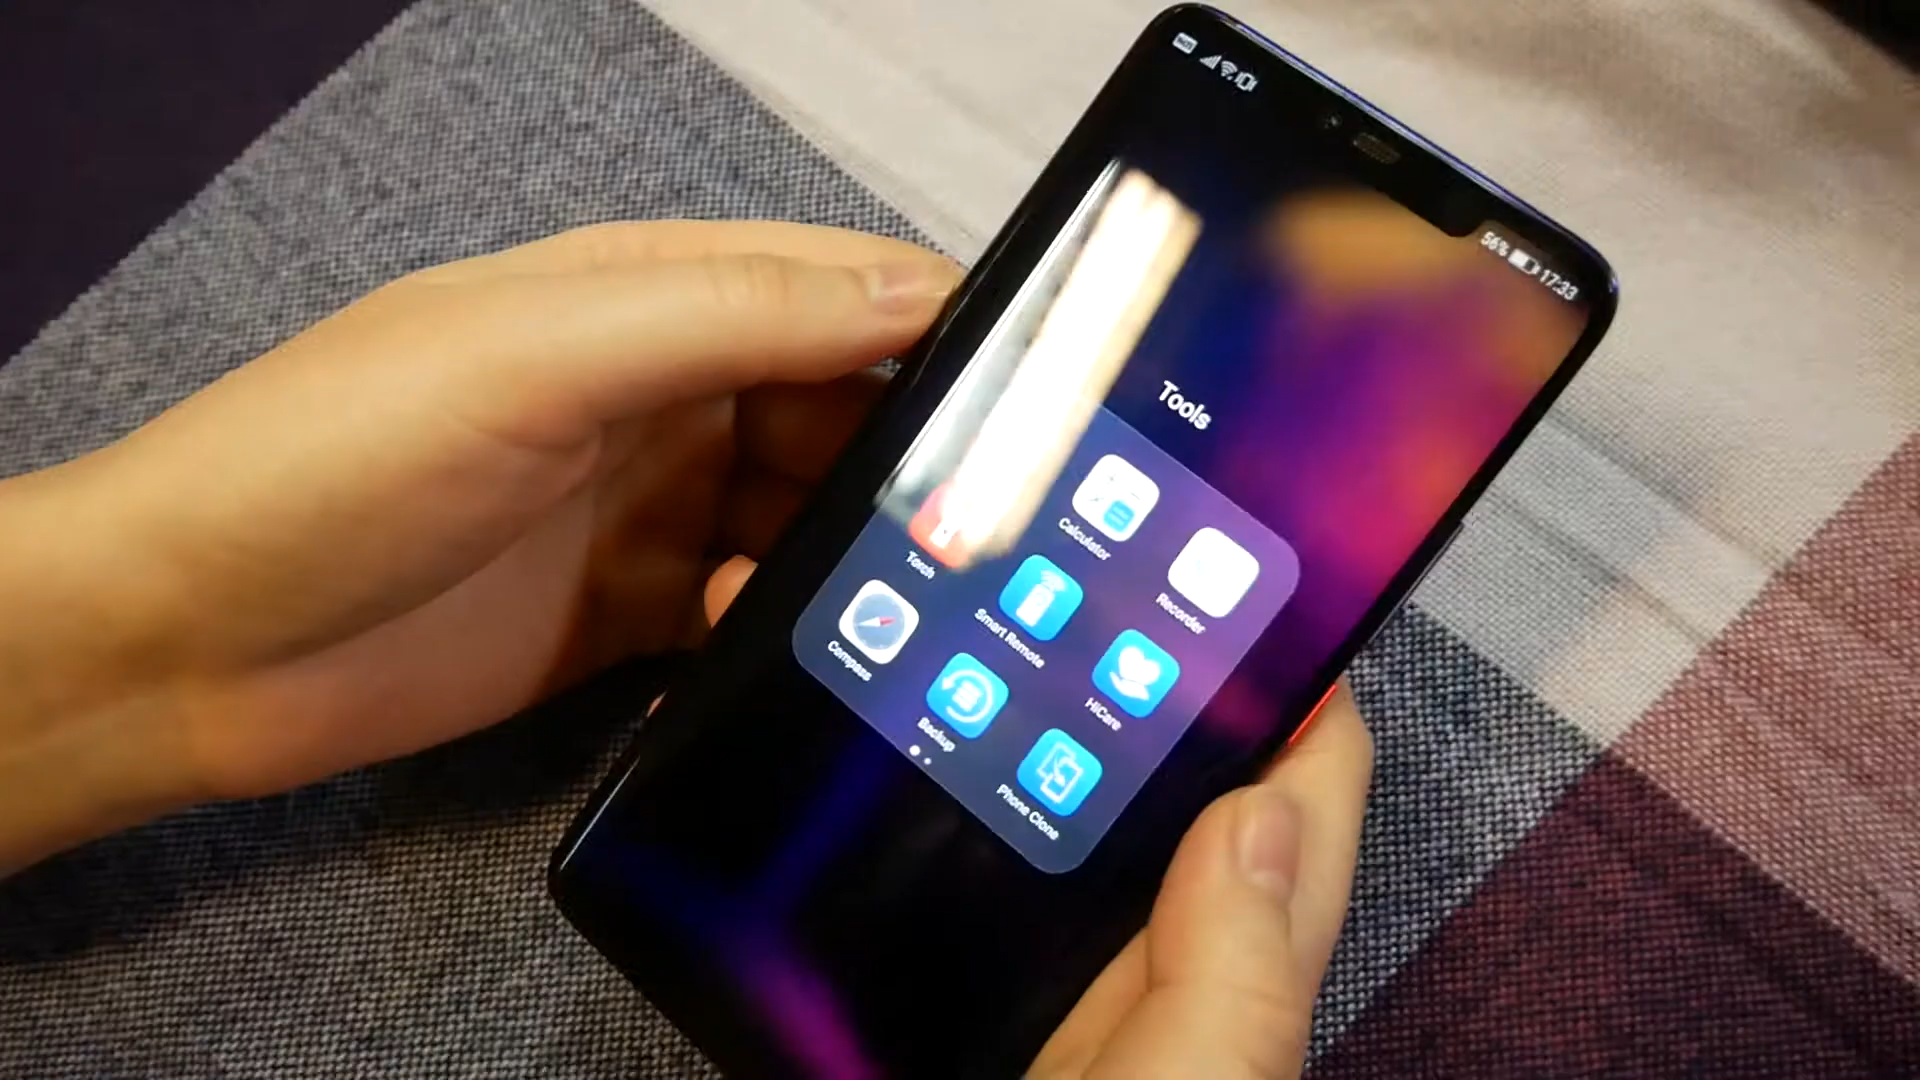 56% 17:33
Tools
Torch Calculator Recorder
Compass Smart Remote HiCare
Backup Phone Clone